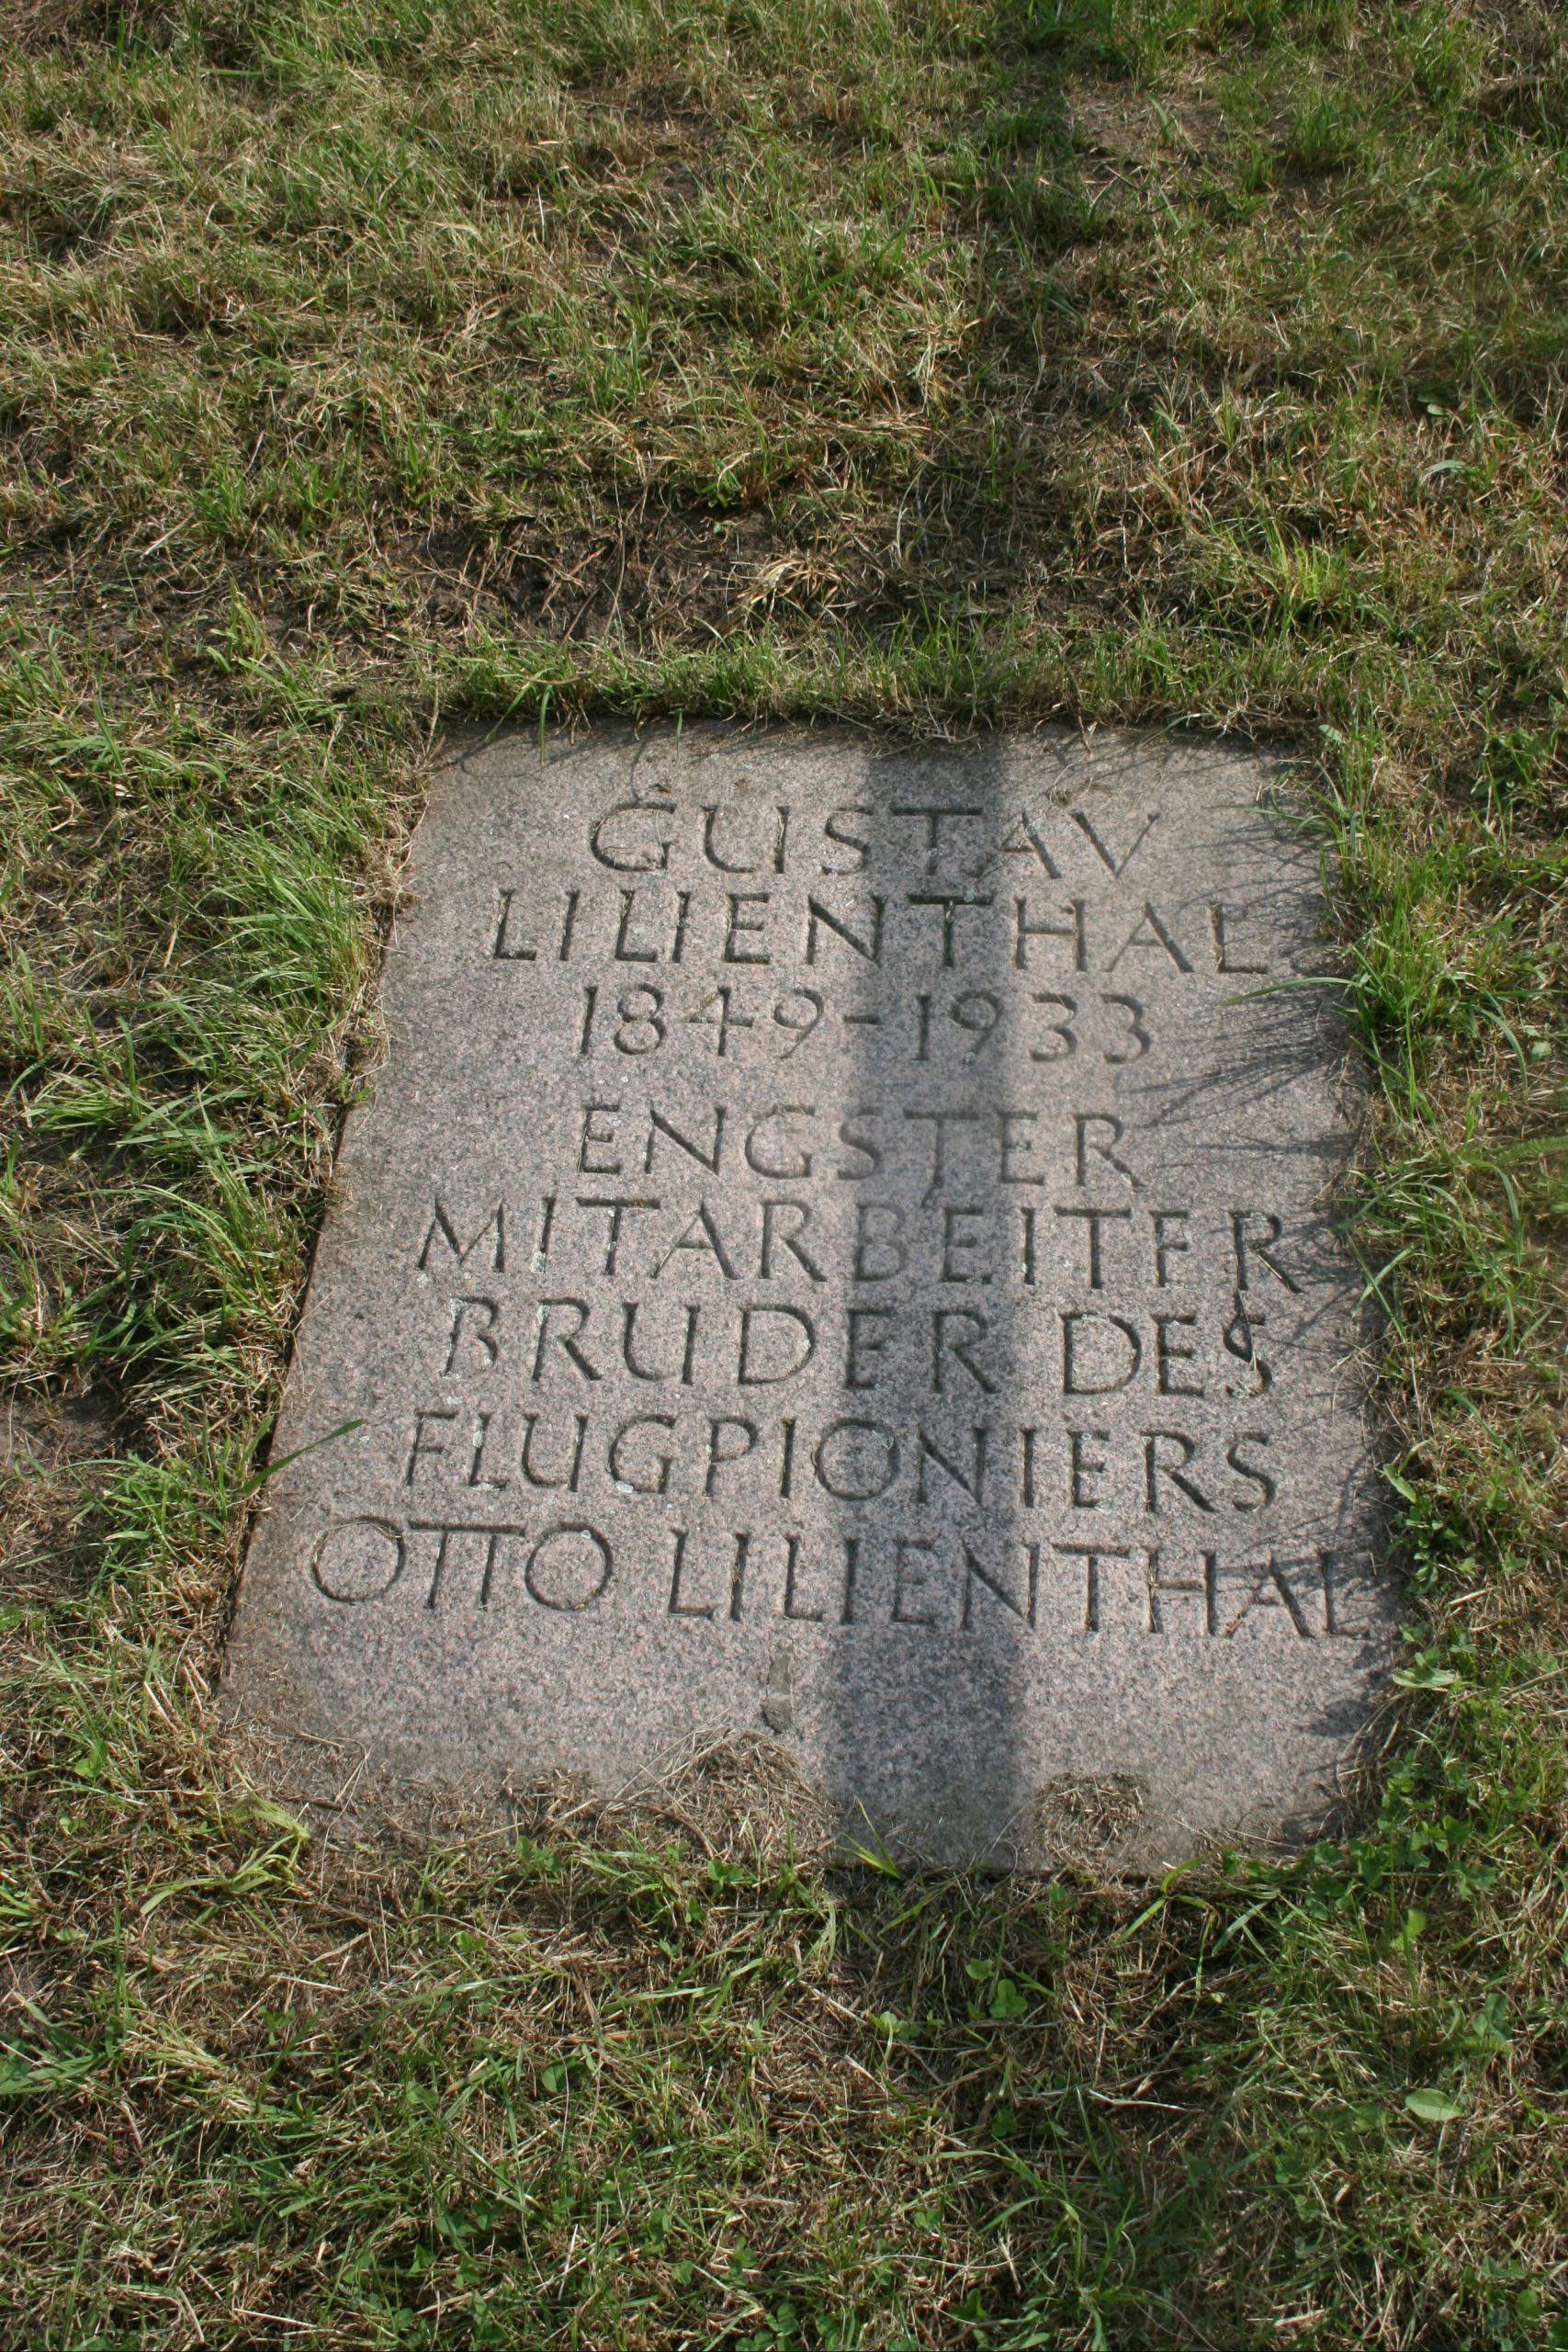 GUSTAV
LILIENTHAL
1849-1933
ENGSTER
MITARBEITER
BRUDER DES
FLUGPIONIERS
OTTO LILIENTHAL